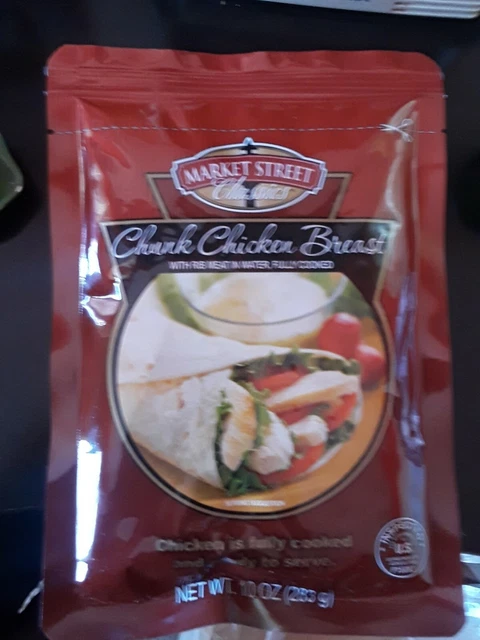 MARKET STREET
Classics
Chunk Chicken Breast
WITH RIB MEAT IN WATER, FULLY COOKED
Chicken is fully cooked
and ready to serve.
NET WT. 10 OZ (283 g)